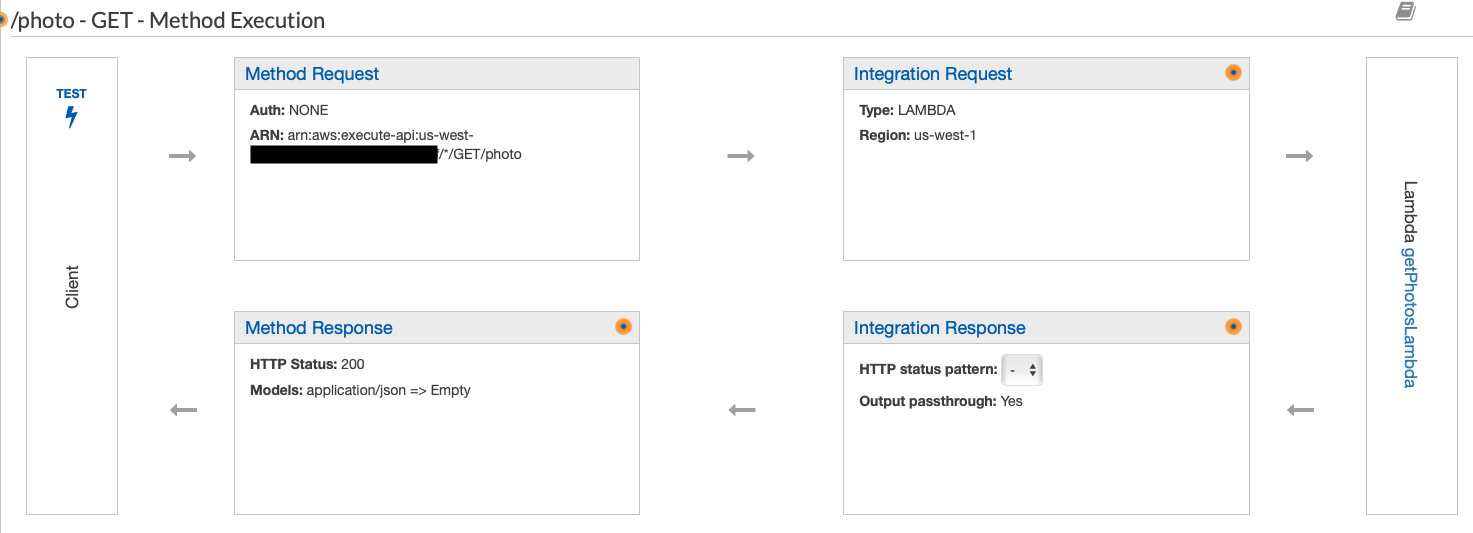 /photo - GET - Method Execution
TEST
Client
Method Request
Auth: NONE
ARN: arn:aws:execute-api:us-west-
/*/GET/photo
Integration Request
Type: LAMBDA
Region: us-west-1
Lambda getPhotosLambda
Method Response
HTTP Status: 200
Models: application/json => Empty
Integration Response
HTTP status pattern: -
Output passthrough: Yes